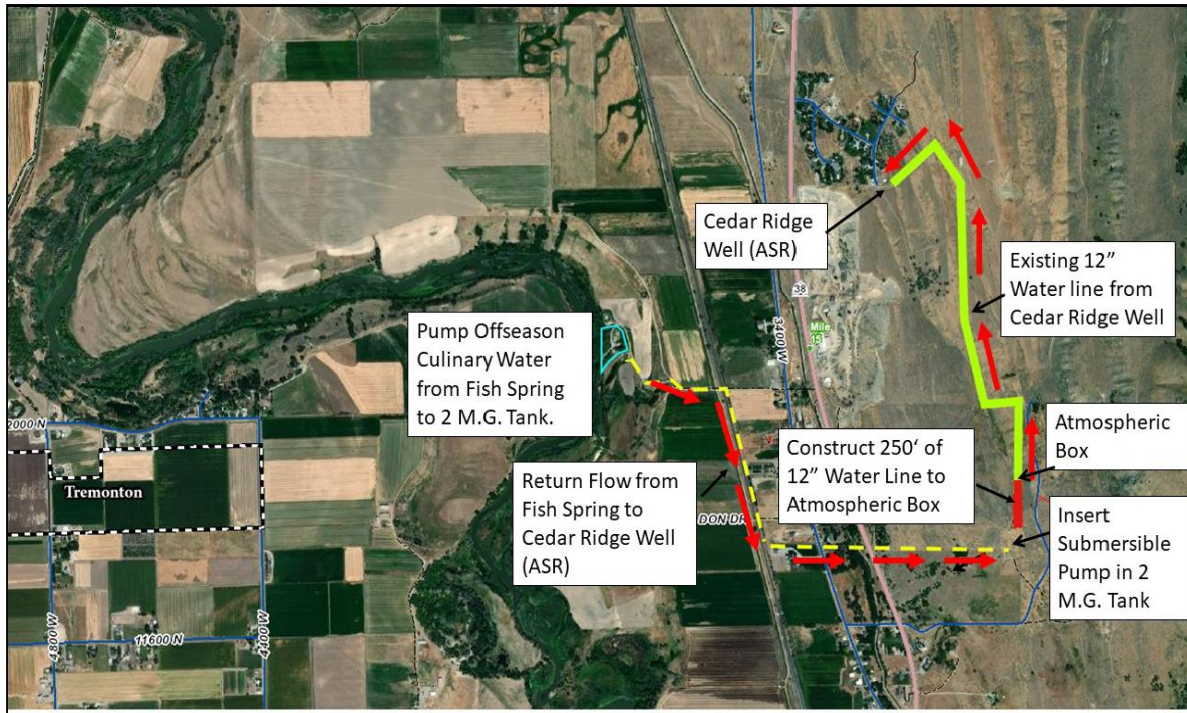 Cedar Ridge
Well (ASR)
38
3400 W
Mile
15
Existing 12”
Water line from
Cedar Ridge Well
Pump Offseason
Culinary Water
from Fish Spring
to 2 M.G. Tank.
2000 N
Tremonton
Return Flow from
Fish Spring to
Cedar Ridge Well
(ASR)
DON DR
Construct 250‘ of
12” Water Line to
Atmospheric Box
Atmospheric
Box
Insert
Submersible
Pump in 2
M.G. Tank
4800 W
11600 N
4400 W